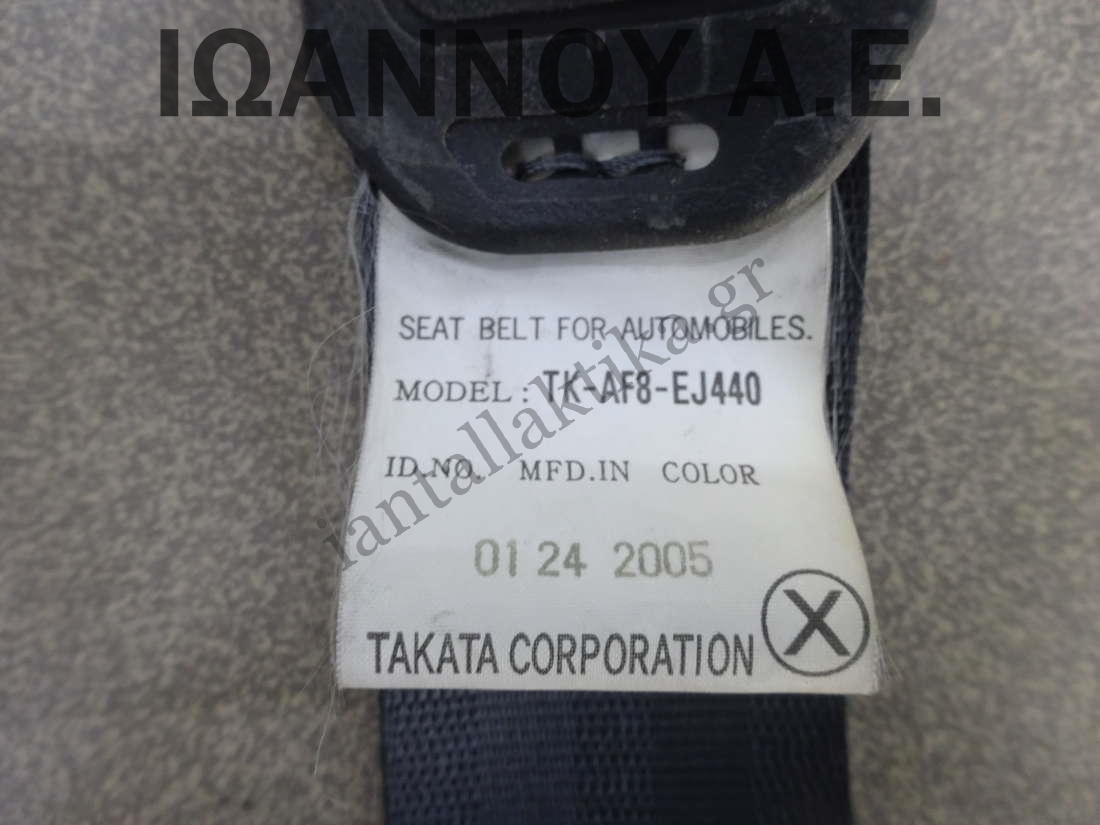 ΙΩΑΝΝΟΥ Α.Ε.
SEAT BELT FOR AUTOMOBILES.
MODEL : TK-AF8-EJ440
ID.NO. MFD.IN COLOR
01 24 2005
TAKATA CORPORATION X
iantallaktika.gr